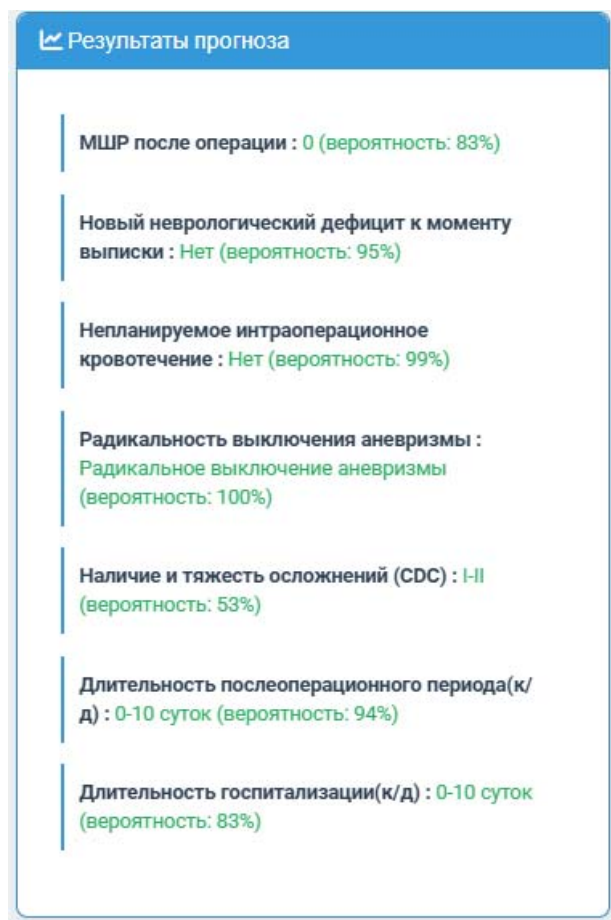 Результаты прогноза
МШР после операции : 0 (вероятность: 83%)
Новый неврологический дефицит к моменту
выписки : Нет (вероятность: 95%)
Непланируемое интраоперационное
кровотечение : Нет (вероятность: 99%)
Радикальность выключения аневризмы :
Радикальное выключение аневризмы
(вероятность: 100%)
Наличие и тяжесть осложнений (CDC) : I-II
(вероятность: 53%)
Длительность послеоперационного периода(к/
д) : 0-10 суток (вероятность: 94%)
Длительность госпитализации(к/д) : 0-10 суток
(вероятность: 83%)